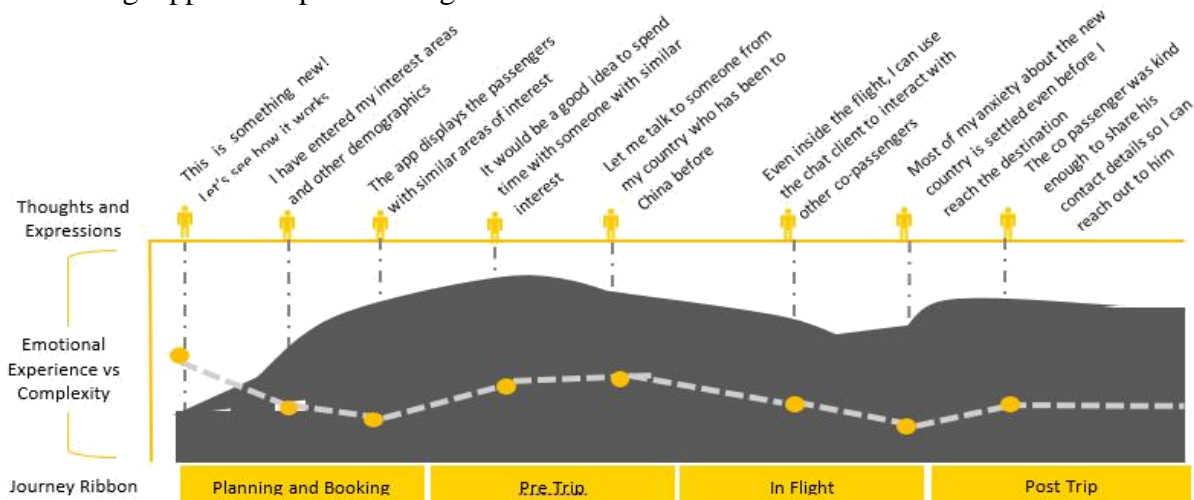 This is something new!
Let's see how it works
I have entered my interest areas
and other demographics
The app displays the passengers
with similar areas of interest
It would be a good idea to spend
time with someone with similar
interest
Let me talk to someone from
my country who has been to
China before
Even inside the flight, I can use
the chat client to interact with
other co-passengers
Most of my anxiety about the new
country is settled even before I
reach the destination
The co passenger was kind
enough to share his
contact details so I can
reach out to him
Thoughts and
Expressions
Emotional
Experience vs
Complexity
Journey Ribbon
Planning and Booking
Pre Trip
In Flight
Post Trip